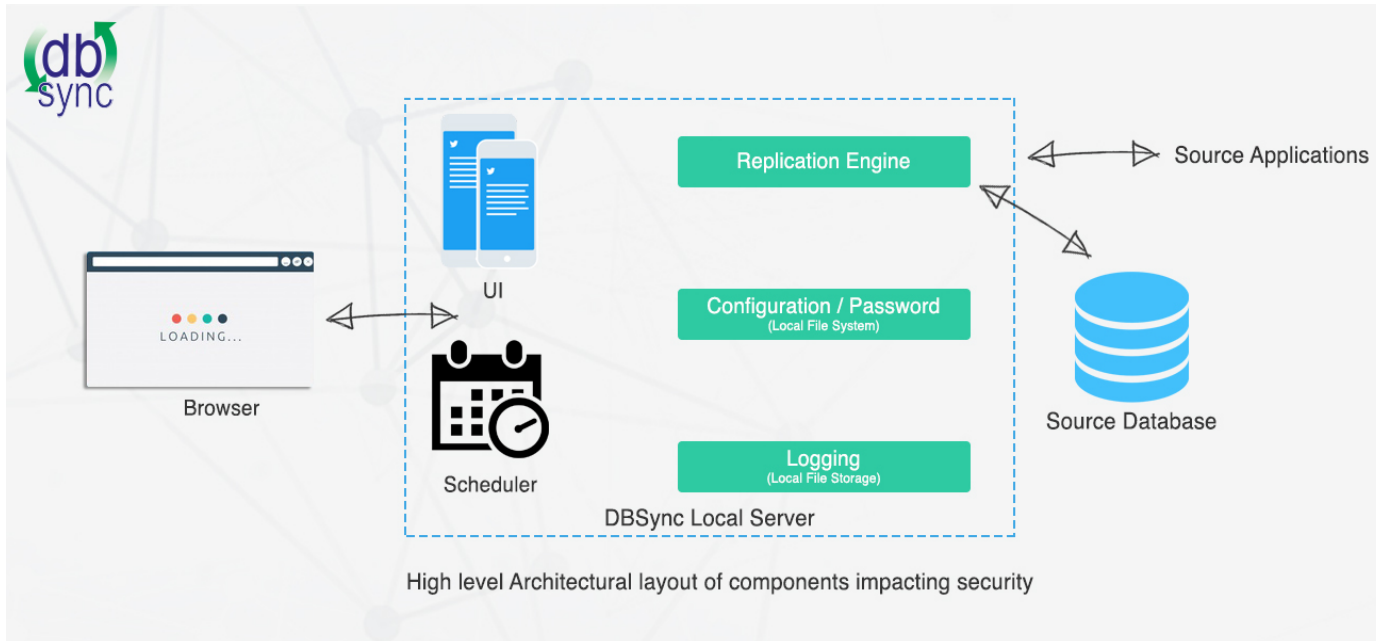 db
sync
Replication Engine
Source Applications
UI
Configuration / Password
(Local File System)
LOADING...
Browser
Source Database
Logging
(Local File Storage)
Scheduler
DBSync Local Server
High level Architectural layout of components impacting security